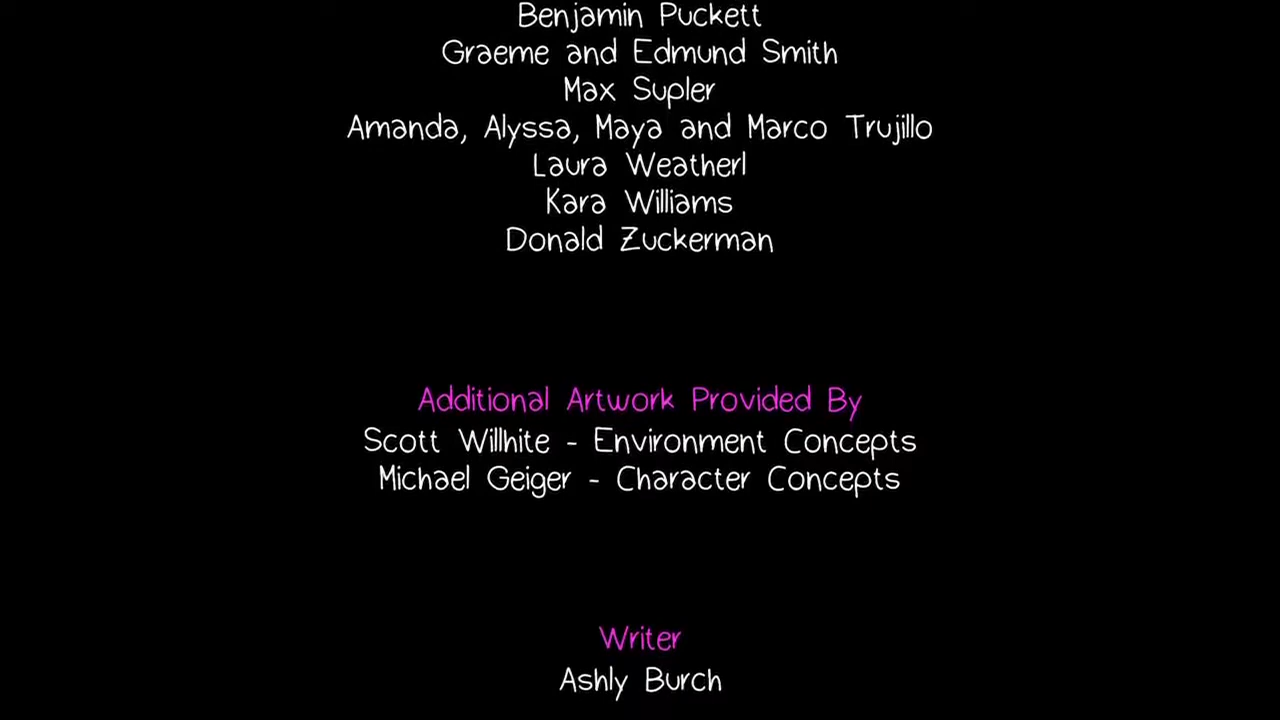 Benjamin Puckett
Graeme and Edmund Smith
Max Supler
Amanda, Alyssa, Maya and Marco Trujillo
Laura Weatherl
Kara Williams
Donald Zuckerman
Additional Artwork Provided By
Scott Willhite - Environment Concepts
Michael Geiger - Character Concepts
Writer
Ashly Burch